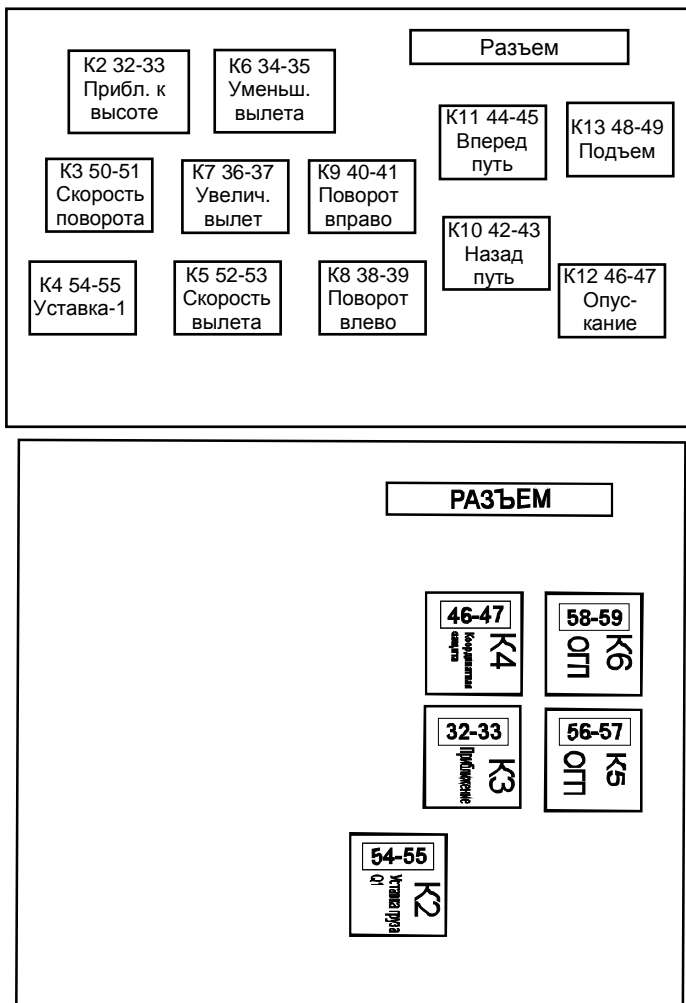 Разъем
К2 32-33
Прибл. к
высоте
К6 34-35
Уменьш.
вылета
К11 44-45
Вперед
путь
К13 48-49
Подъем
К3 50-51
Скорость
поворота
К7 36-37
Увелич.
вылет
К9 40-41
Поворот
вправо
К10 42-43
Назад
путь
К4 54-55
Уставка-1
К5 52-53
Скорость
вылета
К8 38-39
Поворот
влево
К12 46-47
Опус-
кание
РАЗЪЕМ
46-47
К4
Координатная
защита
58-59
К6
ОГП
32-33
К3
Приближение
56-57
К5
ОГП
54-55
К2
Уставка груза
Q1